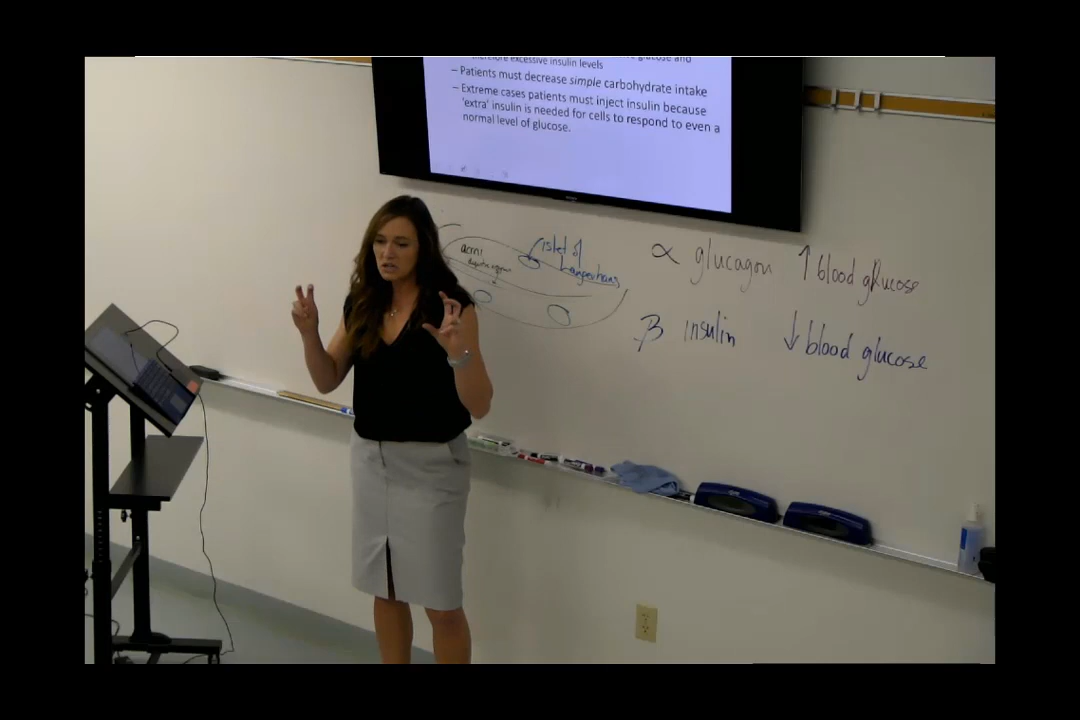 glucose and
therefore excessive insulin levels
– Patients must decrease simple carbohydrate intake
– Extreme cases patients must inject insulin because
'extra' insulin is needed for cells to respond to even a
normal level of glucose.
acini
islet of
Langerhans
α glucagon ↑ blood glucose
β insulin ↓ blood glucose